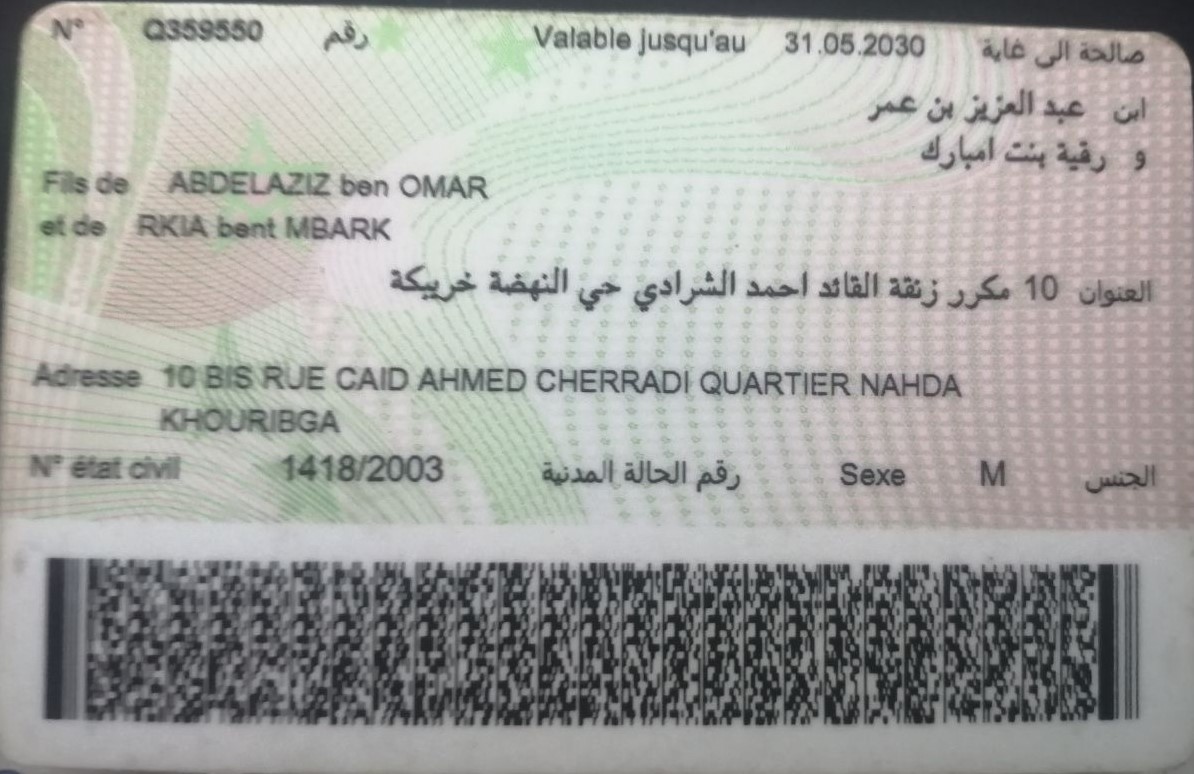 N° Q359550 رقم Valable jusqu'au 31.05.2030 صالحة الى غاية
ابن عبد العزيز بن عمر
و رقية بنت امبارك
Fils de ABDELAZIZ ben OMAR
et de RKIA bent MBARK
العنوان 10 مكرر زنقة القائد احمد الشرادي حي النهضة خريبكة
Adresse 10 BIS RUE CAID AHMED CHERRADI QUARTIER NAHDA
KHOURIBGA
N° état civil 1418/2003 رقم الحالة المدنية Sexe M الجنس